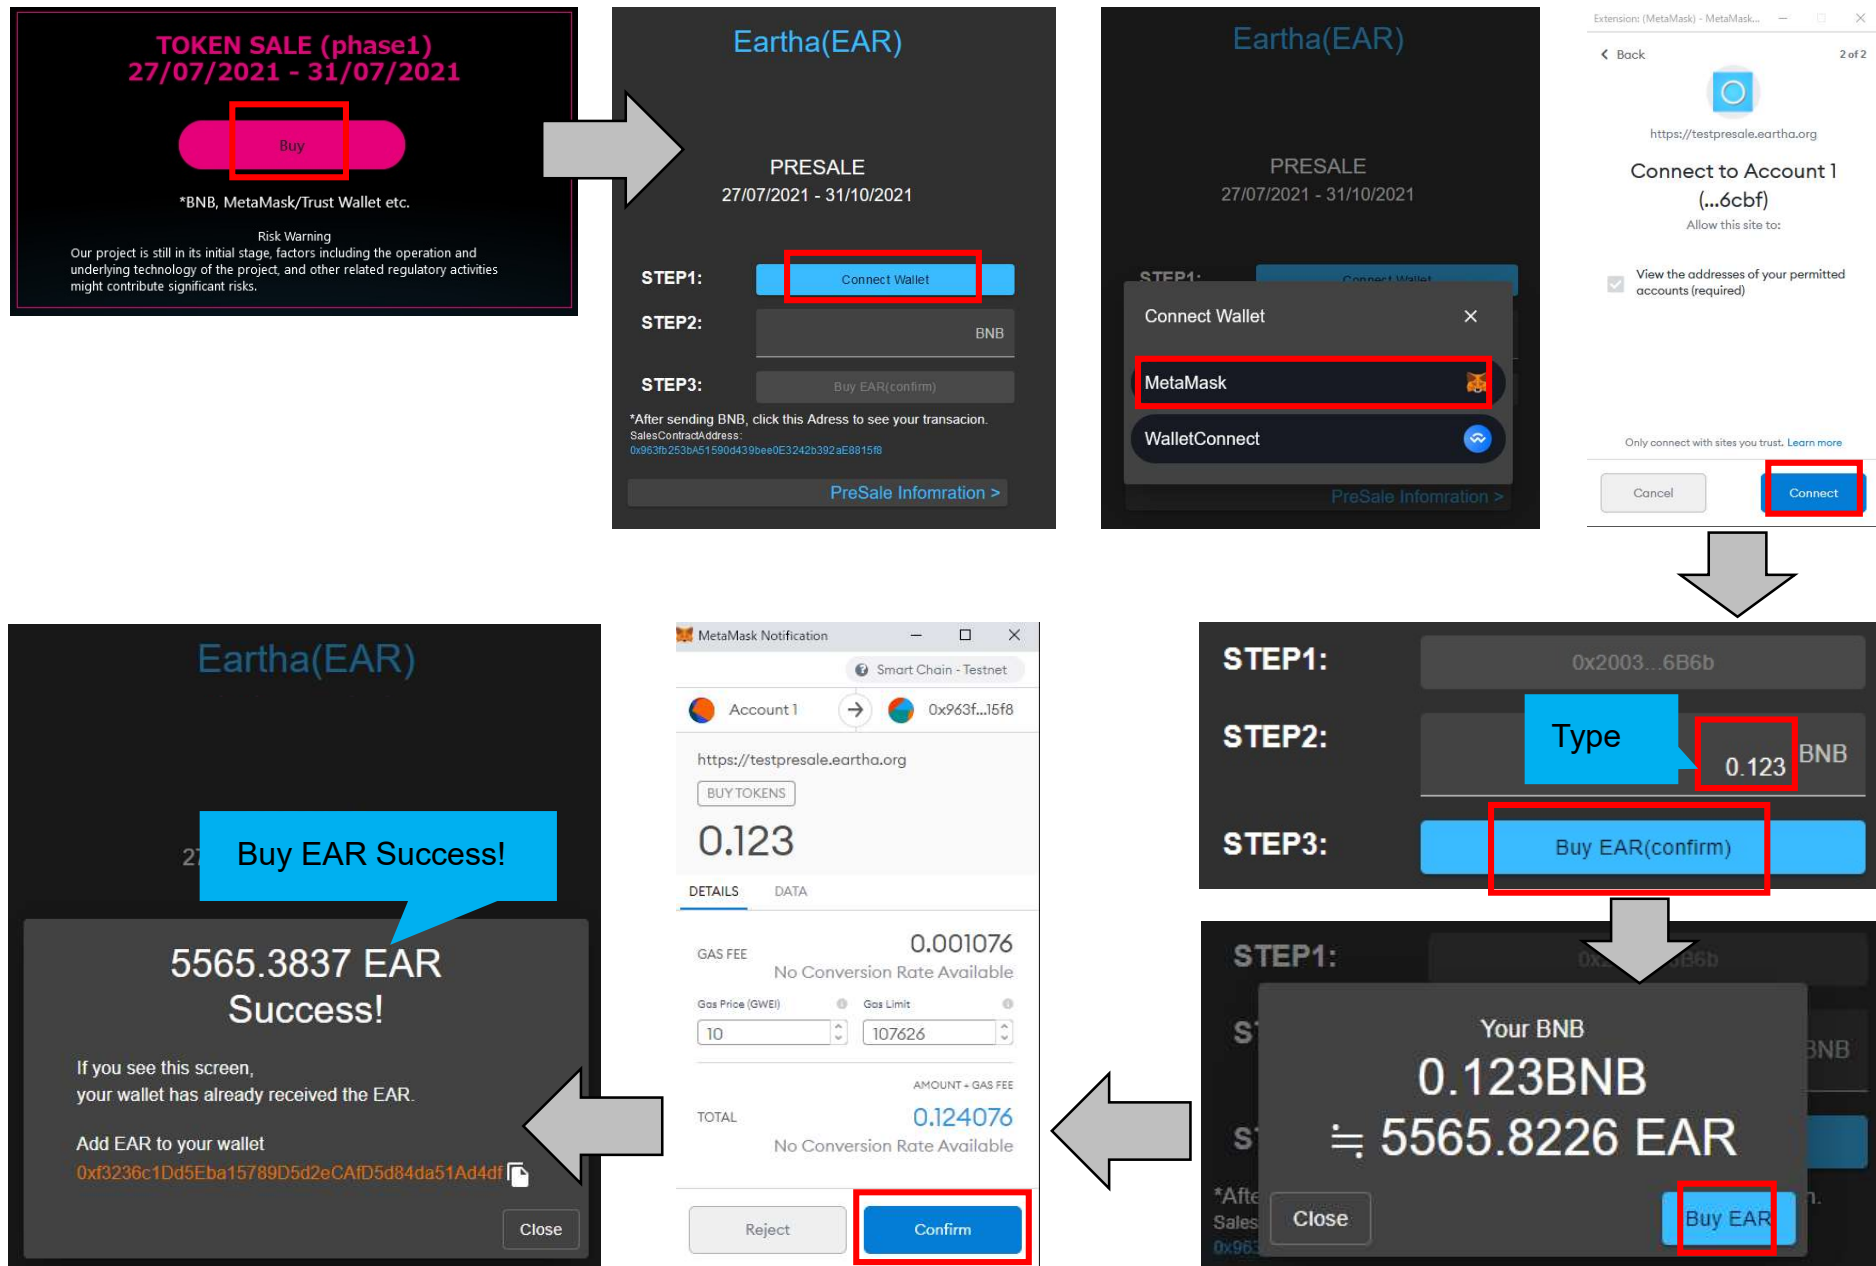 TOKEN SALE (phase1)
27/07/2021 - 31/07/2021
Buy
*BNB, MetaMask/Trust Wallet etc.
Risk Warning
Our project is still in its initial stage, factors including the operation and
underlying technology of the project, and other related regulatory activities
might contribute significant risks.
Eartha(EAR)
PRESALE
27/07/2021 - 31/10/2021
STEP1:
Connect Wallet
STEP2:
BNB
STEP3:
Buy EAR(confirm)
*After sending BNB, click this Adress to see your transacion.
SalesContractAddress:
0x963fb253bA51590d439bee0E3242b392aE8815f8
PreSale Infomration >
Eartha(EAR)
PRESALE
27/07/2021 - 31/10/2021
STEP1:
Connect Wallet
Connect Wallet
MetaMask
WalletConnect
PreSale Infomration >
Extension: (MetaMask) - MetaMask...
Back
2 of 2
https://testpresale.eartha.org
Connect to Account 1
(...6cbf)
Allow this site to:
View the addresses of your permitted
accounts (required)
Only connect with sites you trust. Learn more
Cancel
Connect
STEP1:
0x2003...6B6b
STEP2:
Type
0.123
BNB
STEP3:
Buy EAR(confirm)
STEP1:
Your BNB
0.123BNB
≒ 5565.8226 EAR
BNB
*Afte
Sales
0x963
Close
Buy EAR
MetaMask Notification
Smart Chain - Testnet
Account 1
0x963f...15f8
https://testpresale.eartha.org
BUY TOKENS
0.123
DETAILS
DATA
GAS FEE
0.001076
No Conversion Rate Available
Gas Price (GWEI)
Gas Limit
10
107626
AMOUNT + GAS FEE
TOTAL
0.124076
No Conversion Rate Available
Reject
Confirm
Eartha(EAR)
27
Buy EAR Success!
5565.3837 EAR
Success!
If you see this screen,
your wallet has already received the EAR.
Add EAR to your wallet
0xf3236c1Dd5Eba15789D5d2eCAfD5d84da51Ad4df
Close